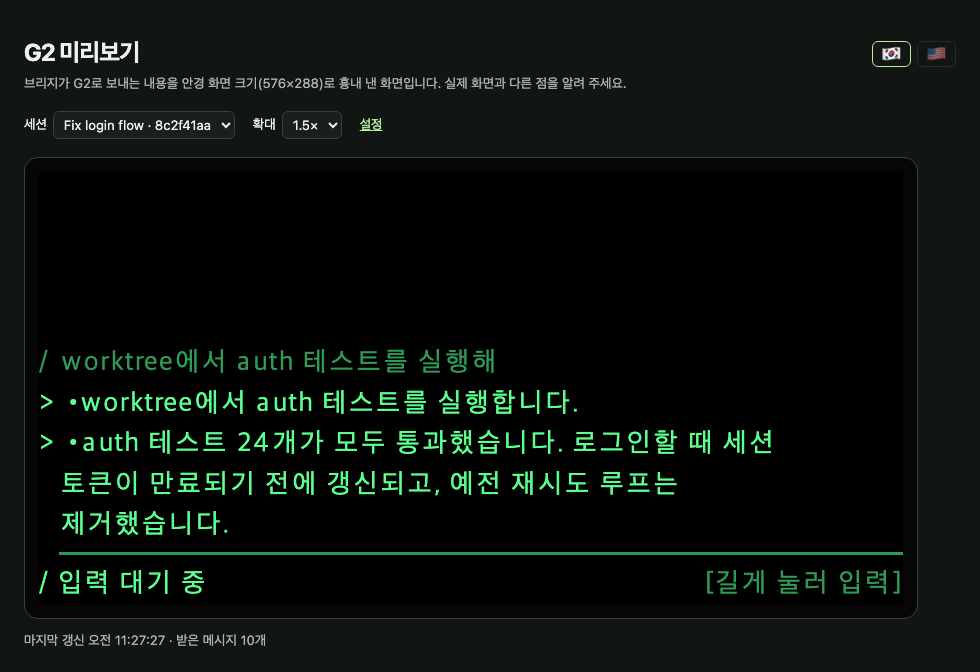 G2 미리보기
브리지가 G2로 보내는 내용을 안경 화면 크기(576×288)로 흉내 낸 화면입니다. 실제 화면과 다른 점을 알려 주세요.
세션 Fix login flow · 8c2f41aa 확대 1.5× 설정
/ worktree에서 auth 테스트를 실행해
> •worktree에서 auth 테스트를 실행합니다.
> •auth 테스트 24개가 모두 통과했습니다. 로그인할 때 세션
토큰이 만료되기 전에 갱신되고, 예전 재시도 루프는
제거했습니다.
/ 입력 대기 중 [길게 눌러 입력]
마지막 갱신 오전 11:27:27 · 받은 메시지 10개